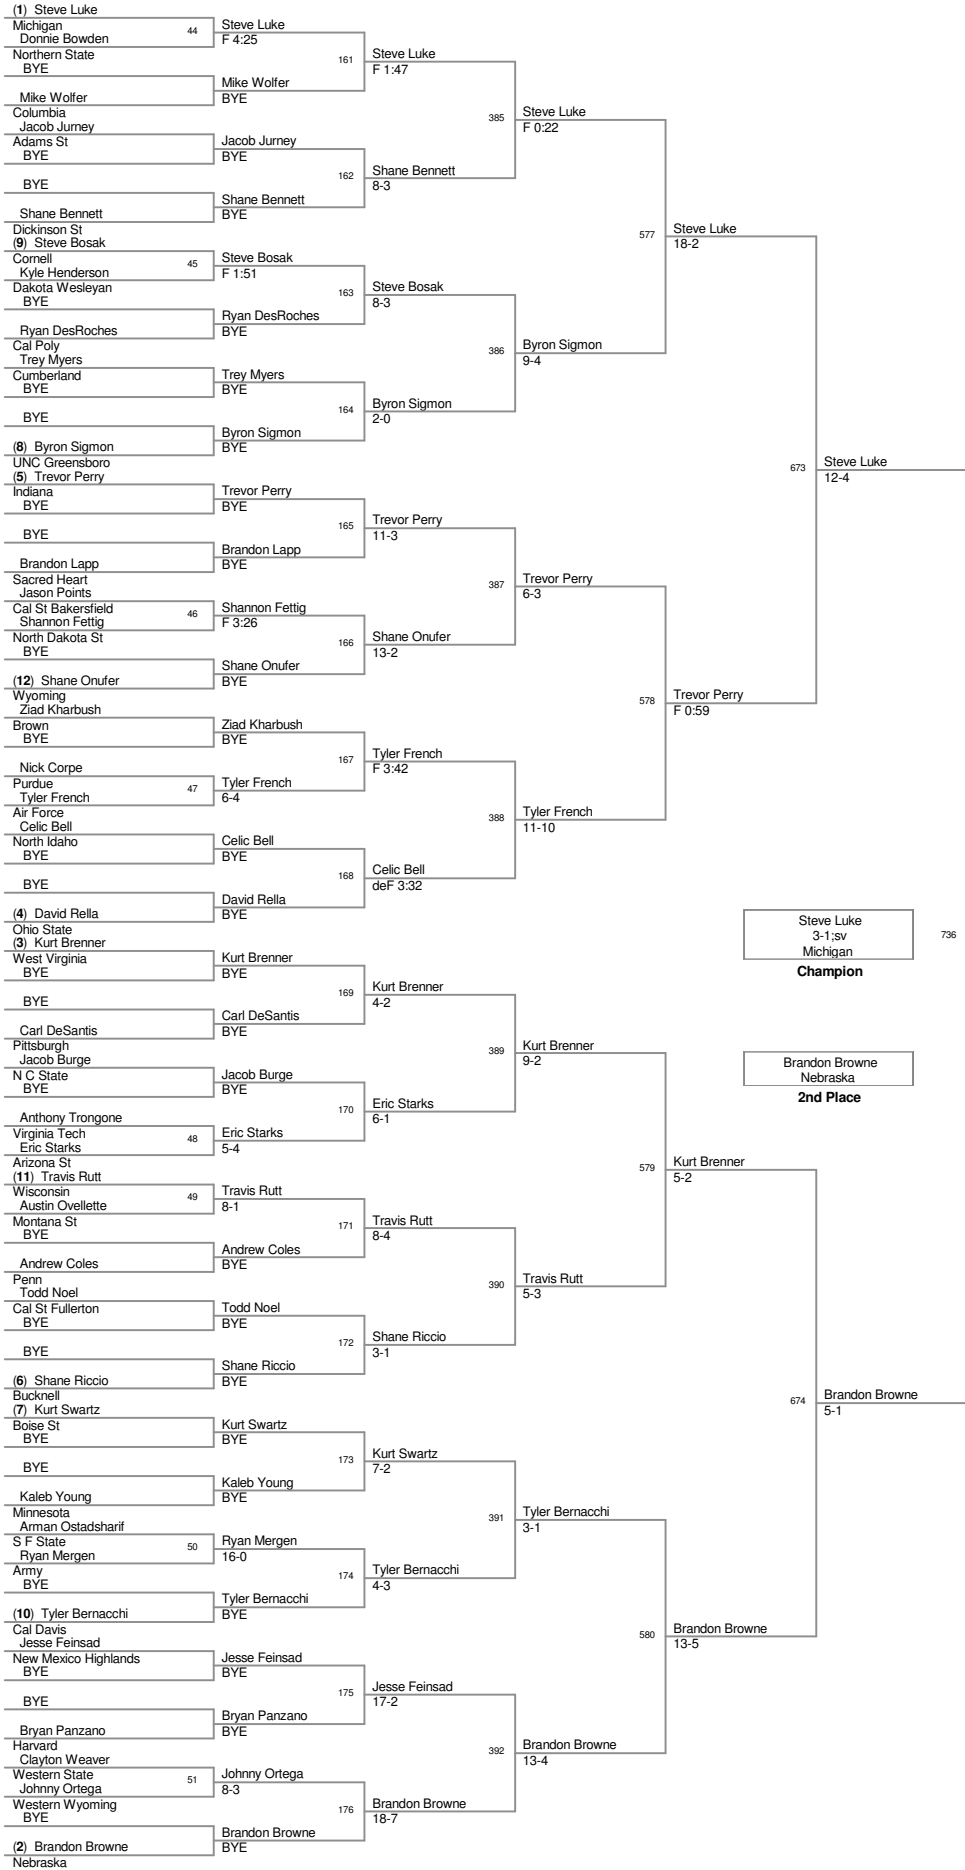 (1) Steve Luke
Michigan
Donnie Bowden
Northern State
BYE
Mike Wolfer
Columbia
Jacob Jurney
Adams St
BYE
BYE
Shane Bennett
Dickinson St
(9) Steve Bosak
Cornell
Kyle Henderson
Dakota Wesleyan
BYE
Ryan DesRoches
Cal Poly
Trey Myers
Cumberland
BYE
BYE
(8) Byron Sigmon
UNC Greensboro
(5) Trevor Perry
Indiana
BYE
BYE
Brandon Lapp
Sacred Heart
Jason Points
Cal St Bakersfield
Shannon Fettig
North Dakota St
BYE
(12) Shane Onufer
Wyoming
Ziad Kharbush
Brown
BYE
Nick Corpe
Purdue
Tyler French
Air Force
Celic Bell
North Idaho
BYE
BYE
(4) David Rella
Ohio State
(3) Kurt Brenner
West Virginia
BYE
BYE
Carl DeSantis
Pittsburgh
Jacob Burge
N C State
BYE
Anthony Trongone
Virginia Tech
Eric Starks
Arizona St
(11) Travis Rutt
Wisconsin
Austin Ovellette
Montana St
BYE
Andrew Coles
Penn
Todd Noel
Cal St Fullerton
BYE
BYE
(6) Shane Riccio
Bucknell
(7) Kurt Swartz
Boise St
BYE
BYE
Kaleb Young
Minnesota
Arman Ostadsharif
S F State
Ryan Mergen
Army
BYE
(10) Tyler Bernacchi
Cal Davis
Jesse Feinsad
New Mexico Highlands
BYE
BYE
Bryan Panzano
Harvard
Clayton Weaver
Western State
Johnny Ortega
Western Wyoming
BYE
(2) Brandon Browne
Nebraska
44
45
46
47
48
49
50
51
Steve Luke
F 4:25
Mike Wolfer
BYE
Jacob Jurney
BYE
Shane Bennett
BYE
Steve Bosak
F 1:51
Ryan DesRoches
BYE
Trey Myers
BYE
Byron Sigmon
BYE
Trevor Perry
BYE
Brandon Lapp
BYE
Shannon Fettig
F 3:26
Shane Onufer
BYE
Ziad Kharbush
BYE
Tyler French
6-4
Celic Bell
BYE
David Rella
BYE
Kurt Brenner
BYE
Carl DeSantis
BYE
Jacob Burge
BYE
Eric Starks
5-4
Travis Rutt
8-1
Andrew Coles
BYE
Todd Noel
BYE
Shane Riccio
BYE
Kurt Swartz
BYE
Kaleb Young
BYE
Ryan Mergen
16-0
Tyler Bernacchi
BYE
Jesse Feinsad
BYE
Bryan Panzano
BYE
Johnny Ortega
8-3
Brandon Browne
BYE
161
162
163
164
165
166
167
168
169
170
171
172
173
174
175
176
Steve Luke
F 1:47
Shane Bennett
8-3
Steve Bosak
8-3
Byron Sigmon
2-0
Trevor Perry
11-3
Shane Onufer
13-2
Tyler French
F 3:42
Celic Bell
deF 3:32
Kurt Brenner
4-2
Eric Starks
6-1
Travis Rutt
8-4
Shane Riccio
3-1
Kurt Swartz
7-2
Tyler Bernacchi
4-3
Jesse Feinsad
17-2
Brandon Browne
18-7
385
386
387
388
389
390
391
392
Steve Luke
F 0:22
Byron Sigmon
9-4
Trevor Perry
6-3
Tyler French
11-10
Kurt Brenner
9-2
Travis Rutt
5-3
Tyler Bernacchi
3-1
Brandon Browne
13-4
577
578
579
580
Steve Luke
18-2
Trevor Perry
F 0:59
Kurt Brenner
5-2
Brandon Browne
13-5
673
674
Steve Luke
12-4
Brandon Browne
5-1
Steve Luke
3-1;sv
Michigan
736
Champion
Brandon Browne
Nebraska
2nd Place